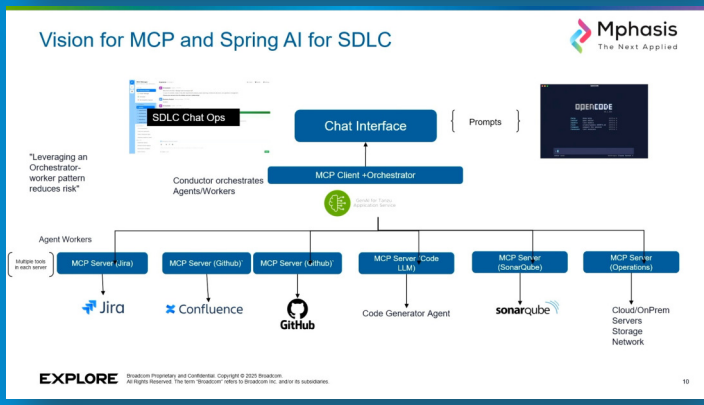 Vision for MCP and Spring AI for SDLC
Mphasis
The Next Applied
SDLC Chat Ops
Chat Interface
Prompts
OPENCODE
"Leveraging an
Orchestrator-
worker pattern
reduces risk"
Conductor orchestrates
Agents/Workers
MCP Client +Orchestrator
Application Service
Agent Workers
Multiple tools
in each server
MCP Server (Jira)
MCP Server (Github)`
MCP Server (Github)`
MCP Server (Code
LLM)
MCP Server
(SonarQube)
MCP Server
(Operations)
Jira
Confluence
GitHub
Code Generator Agent
sonarqube
Cloud/OnPrem
Servers
Storage
Network
EXPLORE
Broadcom Proprietary and Confidential. Copyright © 2025 Broadcom.
All Rights Reserved. The term "Broadcom" refers to Broadcom Inc. and/or its subsidiaries.
10